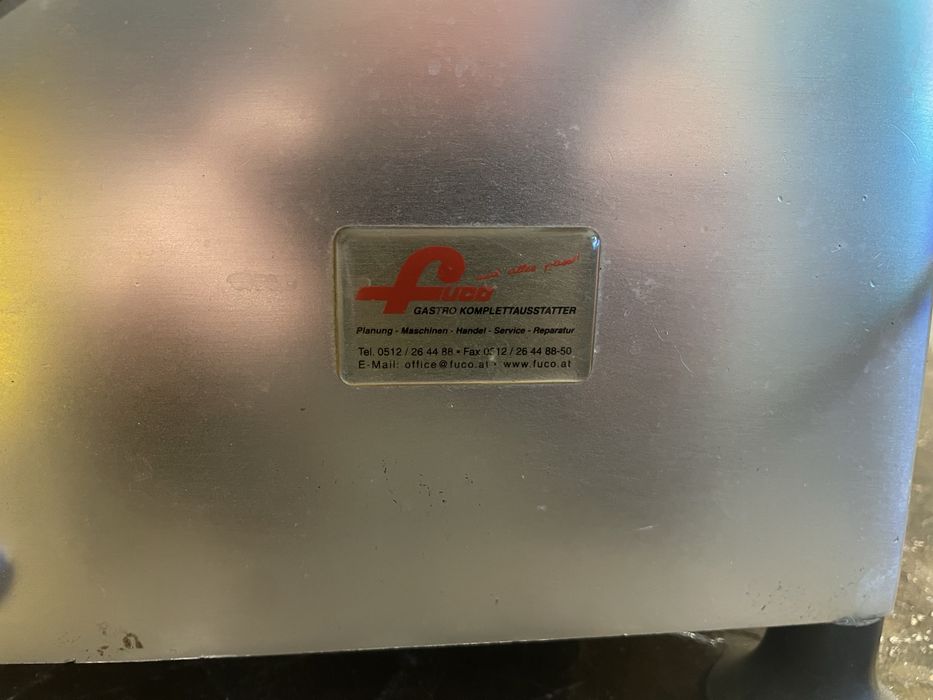 fuco
GASTRO KOMPLETTAUSSTATTER
Planung - Maschinen - Handel - Service - Reparatur
Tel. 0512 / 26 44 88 • Fax 0512 / 26 44 88-50
E-Mail: office@fuco.at • www.fuco.at